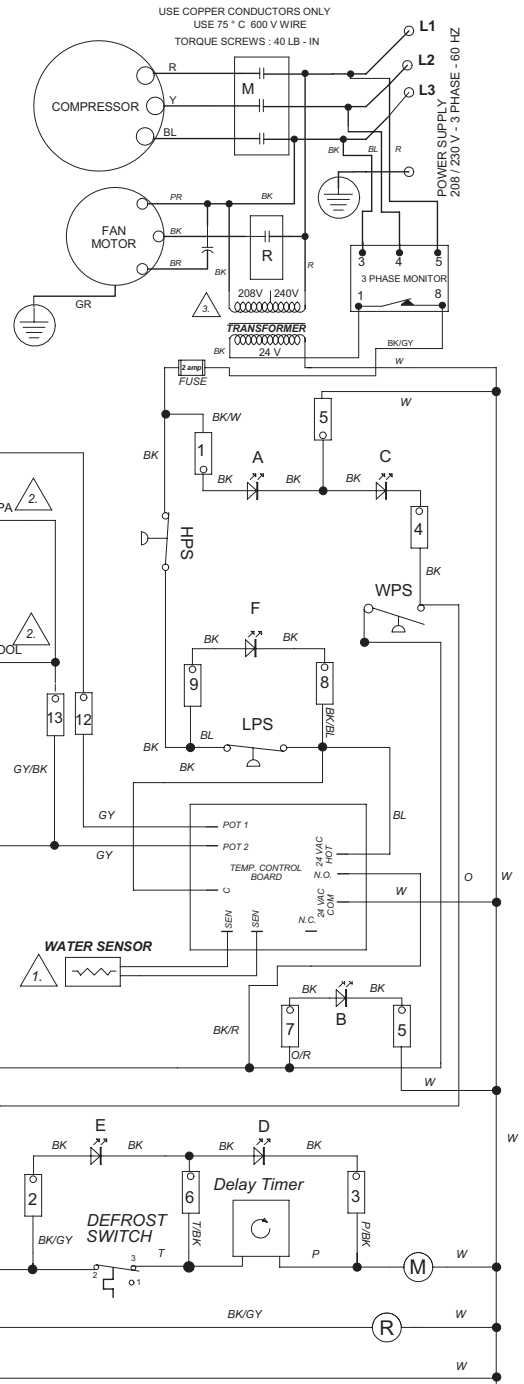 USE COPPER CONDUCTORS ONLY
USE 75 ° C 600 V WIRE
TORQUE SCREWS : 40 LB - IN
L1
L2
L3
POWER SUPPLY
208 / 230 V - 3 PHASE - 60 HZ
COMPRESSOR
R
Y
BL
M
BK
BL
R
FAN
MOTOR
PR
BK
BK
BR
BK
R
R
GR
3
4
5
3 PHASE MONITOR
1
8
3.
208V
240V
TRANSFORMER
24 V
BK
BK/GY
W
2 amp
FUSE
BK/W
5
W
BK
1
A
C
BK
BK
BK
BK
4
HPS
BK
WPS
PA
2.
F
BK
BK
OOL
2.
9
8
13
12
LPS
BK/BL
BK
BL
BK
GY/BK
BL
GY
POT 1
GY
POT 2
TEMP. CONTROL
BOARD
24 VAC
HOT
N.O.
C
24 VAC
COM
W
O
W
SEN
SEN
N.C.
WATER SENSOR
1.
BK
BK
B
7
5
BK/R
O/R
W
W
E
D
BK
BK
BK
BK
2
6
3
Delay Timer
DEFROST
SWITCH
BK/GY
T/BK
P/BK
T
P
3
2
1
M
W
BK/GY
R
W
W